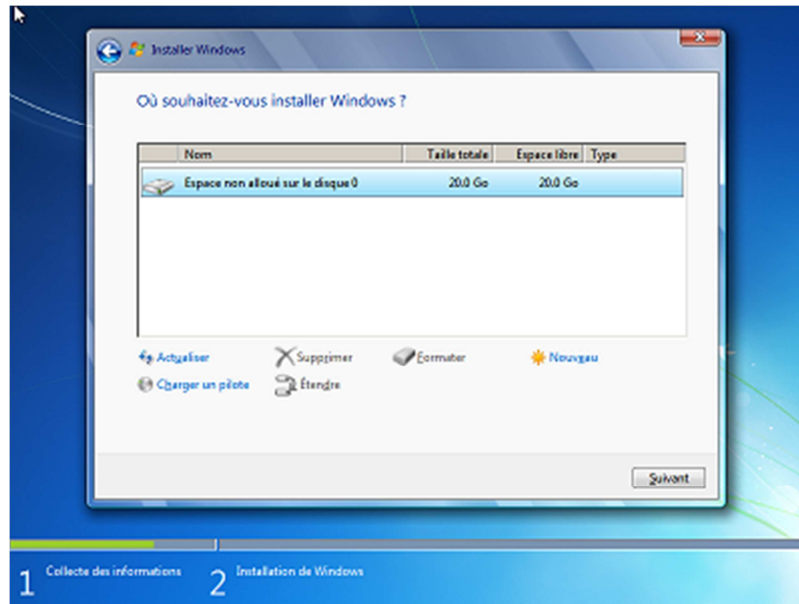 Installer Windows
Où souhaitez-vous installer Windows ?
Nom Taille totale Espace libre Type
Espace non alloué sur le disque 0 20.0 Go 20.0 Go
Actualiser Supprimer Formater Nouveau
Charger un pilote Étendre
Suivant
1 Collecte des informations 2 Installation de Windows